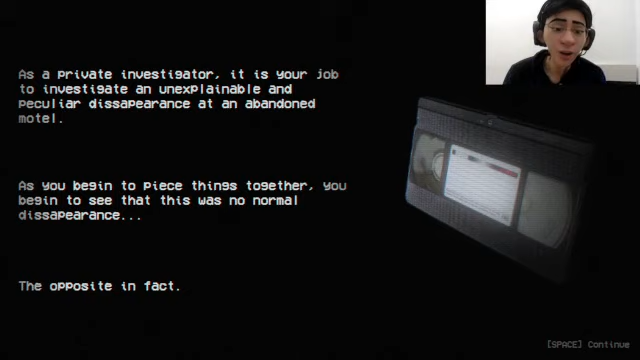 As a private investigator, it is your job
to investigate an unexplainable and
peculiar dissapearance at an abandoned
motel.
As you begin to piece things together, you
begin to see that this was no normal
dissapearance...
The opposite in fact.
[SPACE] Continue